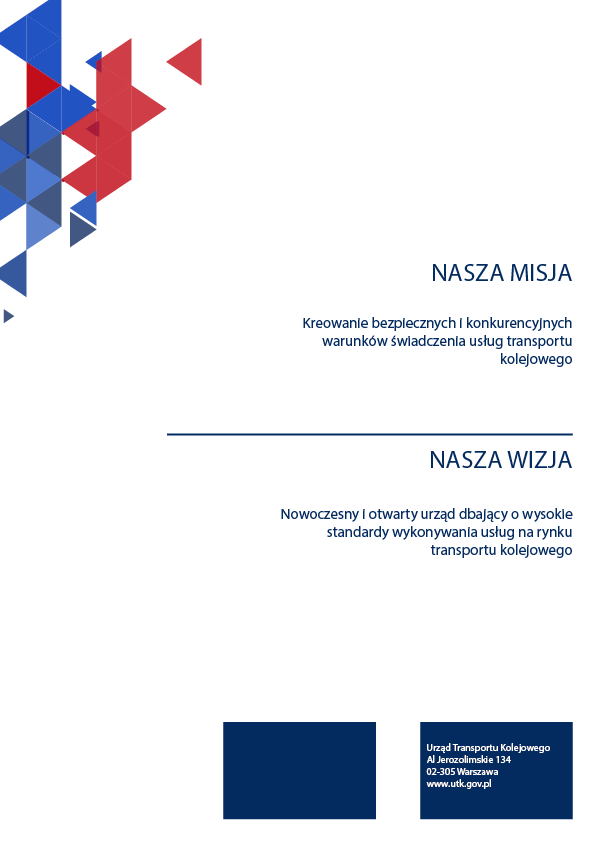 NASZA MISJA
Kreowanie bezpiecznych i konkurencyjnych
warunków świadczenia usług transportu
kolejowego
NASZA WIZJA
Nowoczesny i otwarty urząd dbający o wysokie
standardy wykonywania usług na rynku
transportu kolejowego
Urząd Transportu Kolejowego
Al Jerozolimskie 134
02-305 Warszawa
www.utk.gov.pl